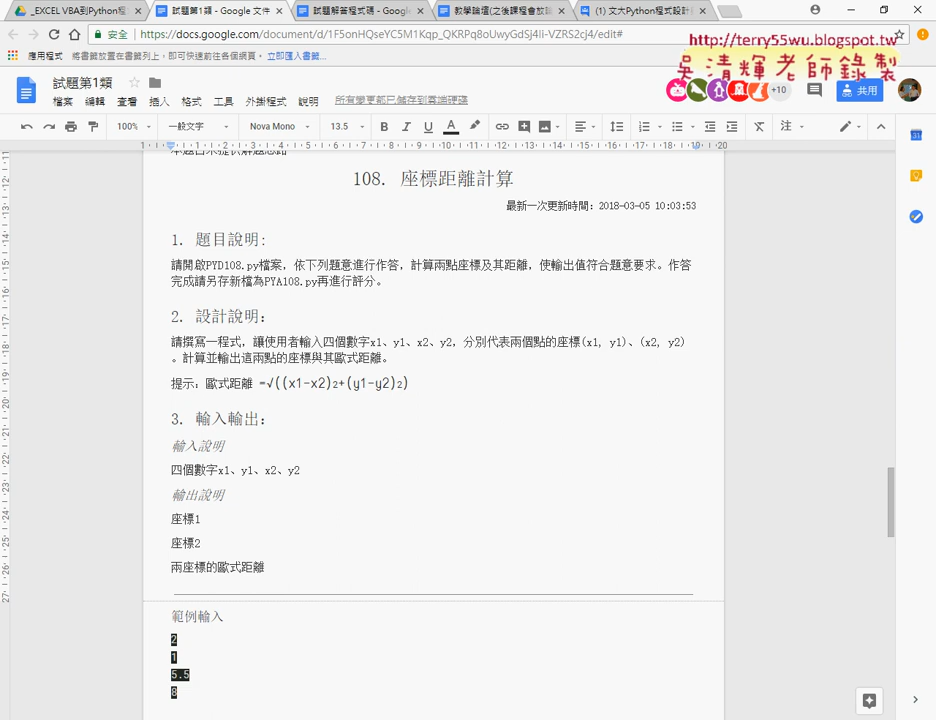 _EXCEL VBA到Python程
試題第1類 - Google 文件
試題解答程式碼 - Google
教學論壇(之後課程會放
(1) 文大Python程式設計
安全
https://docs.google.com/document/d/1F5onHQseYC5M1Kqp_QKRPq8oUwyGdSj4Ii-VZRS2cj4/edit#
http://terry55wu.blogspot.tw
應用程式
將書籤放置在書籤列上，即可快速前往各個網頁。
立即匯入書籤...
吳清輝老師錄製
試題第1類
檔案 編輯 查看 插入 格式 工具 外掛程式 說明
所有變更都已儲存到雲端硬碟
+10
共用
100%
一般文字
Nova Mono
13.5
B I U A
注
108. 座標距離計算
最新一次更新時間：2018-03-05 10:03:53
1. 題目說明:
請開啟PYD108.py檔案，依下列題意進行作答，計算兩點座標及其距離，使輸出值符合題意要求。作答
完成請另存新檔為PYA108.py再進行評分。
2. 設計說明：
請撰寫一程式，讓使用者輸入四個數字x1、y1、x2、y2，分別代表兩個點的座標(x1, y1)、(x2, y2)
。計算並輸出這兩點的座標與其歐式距離。
提示：歐式距離 =√((x1-x2)2+(y1-y2)2)
3. 輸入輸出：
輸入說明
四個數字x1、y1、x2、y2
輸出說明
座標1
座標2
兩座標的歐式距離
範例輸入
2
1
5.5
8